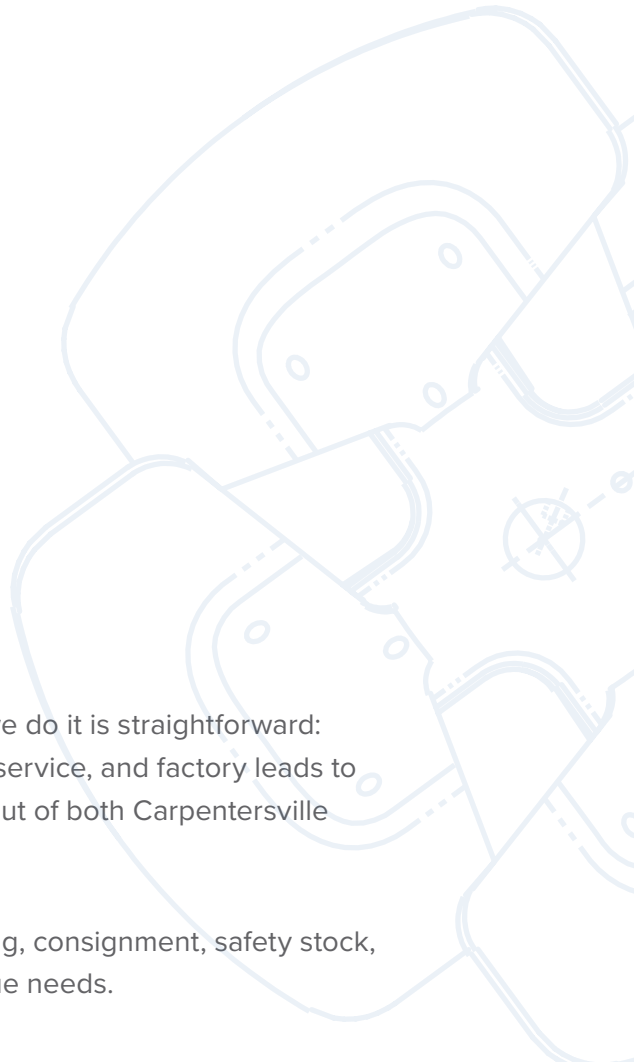 e do it is straightforward:
service, and factory leads to
ut of both Carpentersville
g, consignment, safety stock,
e needs.